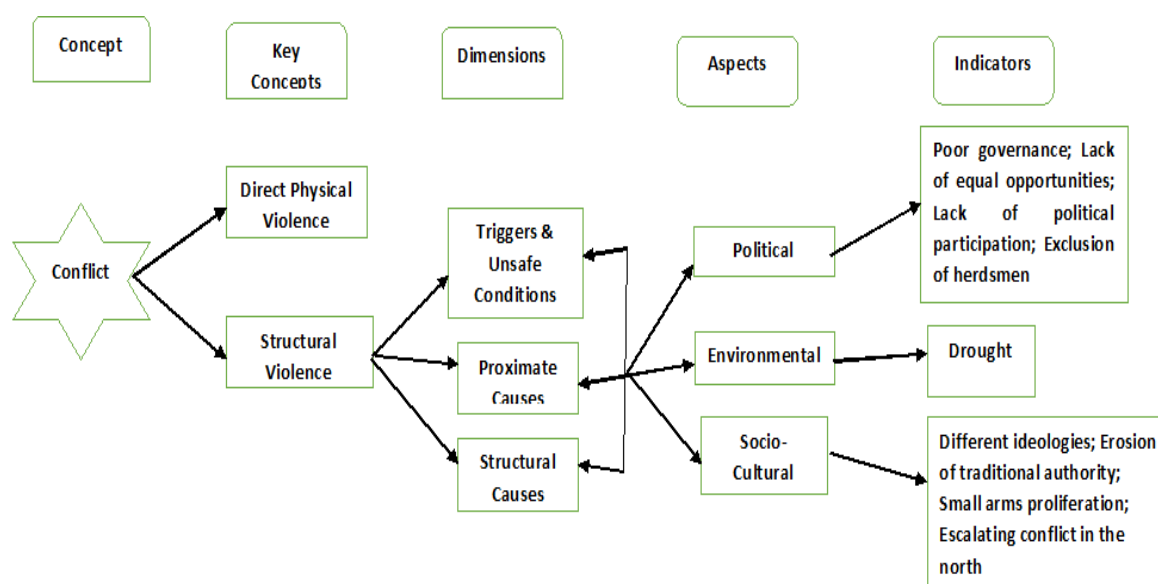 Concept
Key
Concepts
Dimensions
Aspects
Indicators
Direct Physical
Violence
Conflict
Structural
Violence
Triggers &
Unsafe
Conditions
Proximate
Causes
Structural
Causes
Political
Environmental
Socio-
Cultural
Poor governance; Lack
of equal opportunities;
Lack of political
participation; Exclusion
of herdsmen
Drought
Different ideologies; Erosion
of traditional authority;
Small arms proliferation;
Escalating conflict in the
north